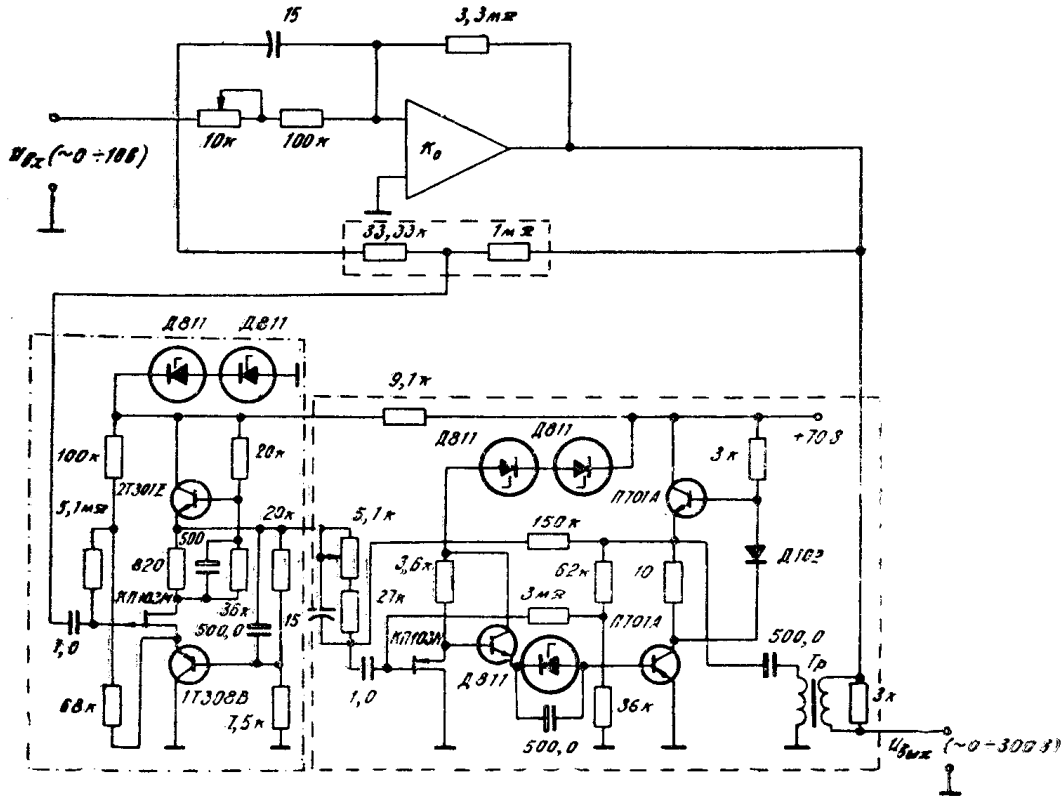 15
3,3мΩ
10к
100к
K₀
Uвх (~0÷10В)
33,33к
1мΩ
Д811
Д811
9,1к
+70В
Д811
Д811
100к
20к
3к
2Т301Е
П701А
5,1мΩ
20к
5,1к
150к
500
Д102
820
3,6к
62к
10
КП103М
36к
27к
3мΩ
15
500,0
КП103М
П701А
1,0
500,0
Д811
Тр
1,0
68к
1Т308В
36к
3к
7,5к
500,0
Uвых (~0÷300В)